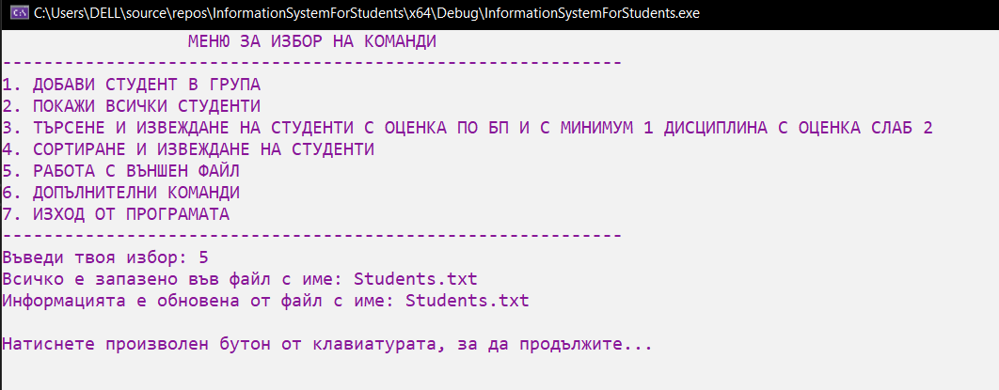 C:\Users\DELL\source\repos\InformationSystemForStudents\x64\Debug\InformationSystemForStudents.exe
МЕНЮ ЗА ИЗБОР НА КОМАНДИ
------------------------------------------------------------
1. ДОБАВИ СТУДЕНТ В ГРУПА
2. ПОКАЖИ ВСИЧКИ СТУДЕНТИ
3. ТЪРСЕНЕ И ИЗВЕЖДАНЕ НА СТУДЕНТИ С ОЦЕНКА ПО БП И С МИНИМУМ 1 ДИСЦИПЛИНА С ОЦЕНКА СЛАБ 2
4. СОРТИРАНЕ И ИЗВЕЖДАНЕ НА СТУДЕНТИ
5. РАБОТА С ВЪНШЕН ФАЙЛ
6. ДОПЪЛНИТЕЛНИ КОМАНДИ
7. ИЗХОД ОТ ПРОГРАМАТА
------------------------------------------------------------
Въведи твоя избор: 5
Всичко е запазено във файл с име: Students.txt
Информацията е обновена от файл с име: Students.txt
Натиснете произволен бутон от клавиатурата, за да продължите...